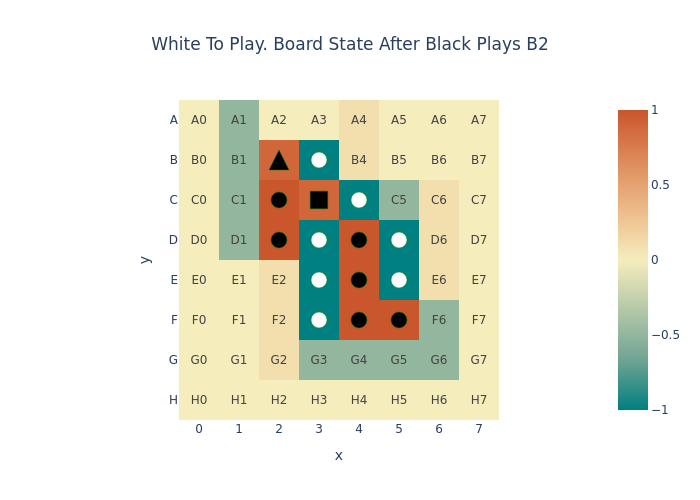 White To Play. Board State After Black Plays B2
A A0 A1 A2 A3 A4 A5 A6 A7
B B0 B1 B4 B5 B6 B7
C C0 C1 C5 C6 C7
D D0 D1 D6 D7
E E0 E1 E2 E6 E7
F F0 F1 F2 F6 F7
G G0 G1 G2 G3 G4 G5 G6 G7
H H0 H1 H2 H3 H4 H5 H6 H7
0 1 2 3 4 5 6 7
x
y
1
0.5
0
−0.5
−1